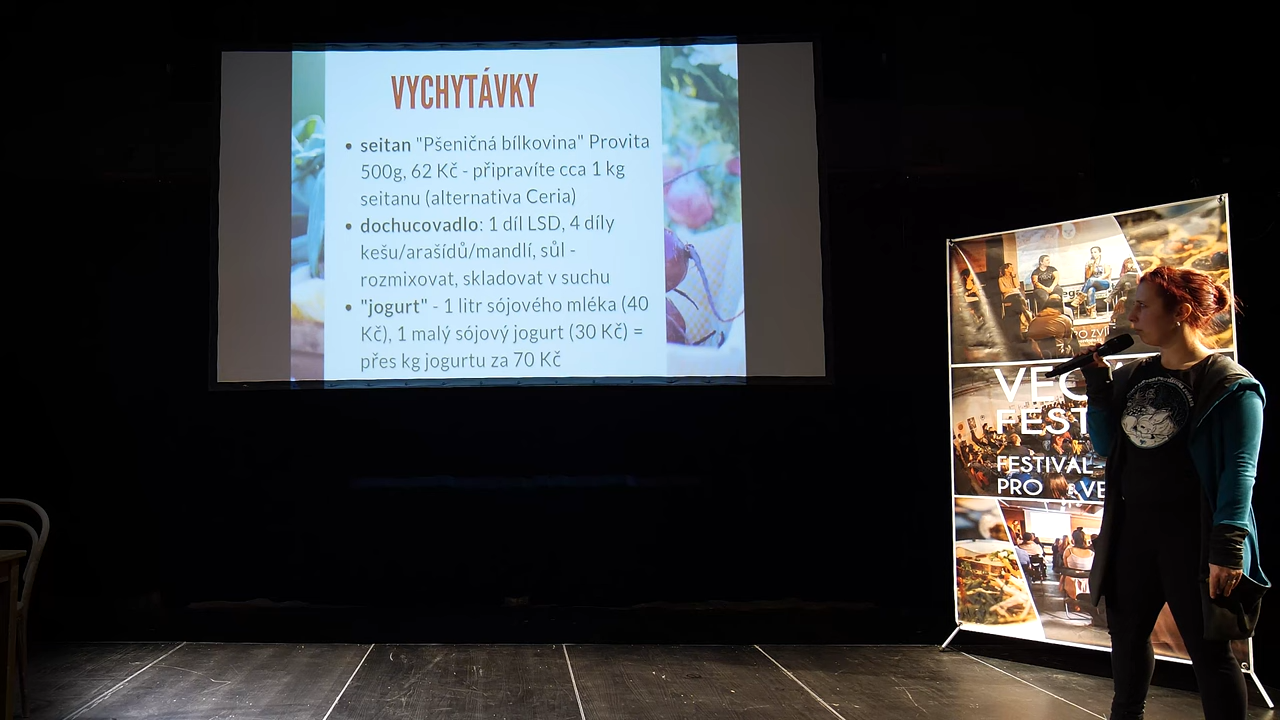 VYCHYTÁVKY
• seitan "Pšeničná bílkovina" Provita
500g, 62 Kč - připravíte cca 1 kg
seitanu (alternativa Ceria)
• dochucovadlo: 1 díl LSD, 4 díly
kešu/arašídů/mandlí, sůl -
rozmixovat, skladovat v suchu
• "jogurt" - 1 litr sójového mléka (40
Kč), 1 malý sójový jogurt (30 Kč) =
přes kg jogurtu za 70 Kč
FEST
FESTIVAL
PRO